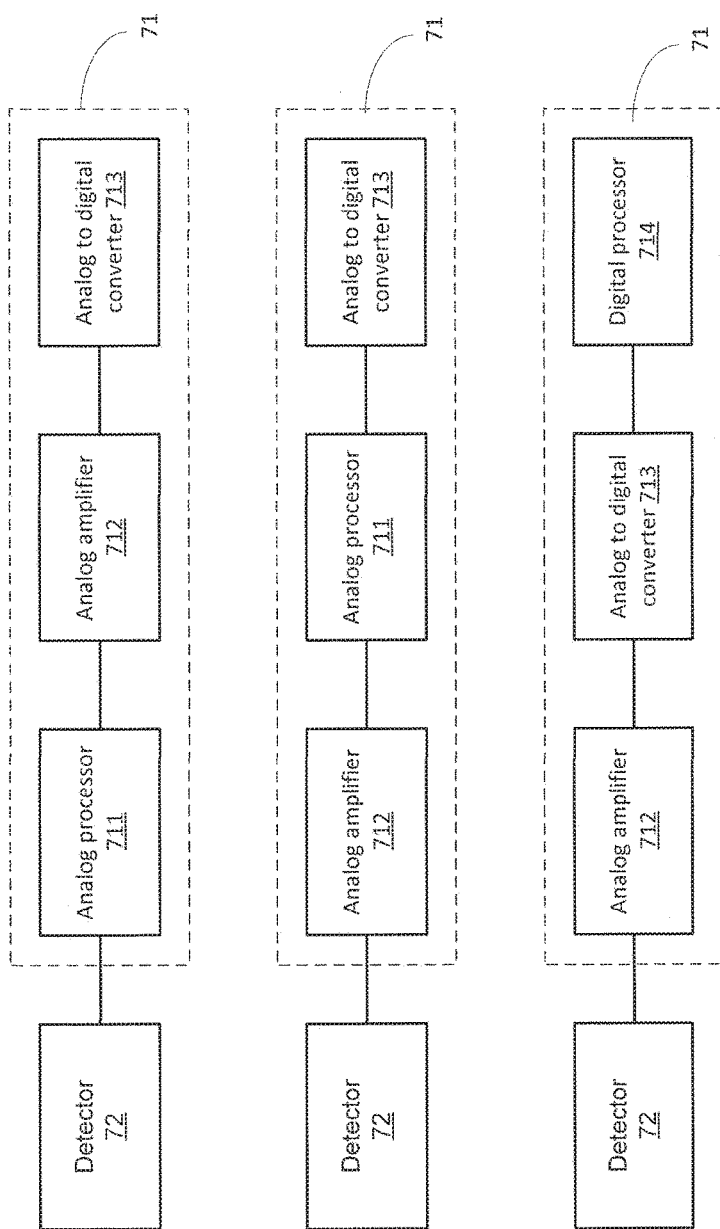 71
Detector
72
Analog processor
711
Analog amplifier
712
Analog to digital
converter 713
71
Detector
72
Analog amplifier
712
Analog processor
711
Analog to digital
converter 713
71
Detector
72
Analog amplifier
712
Analog to digital
converter 713
Digital processor
714